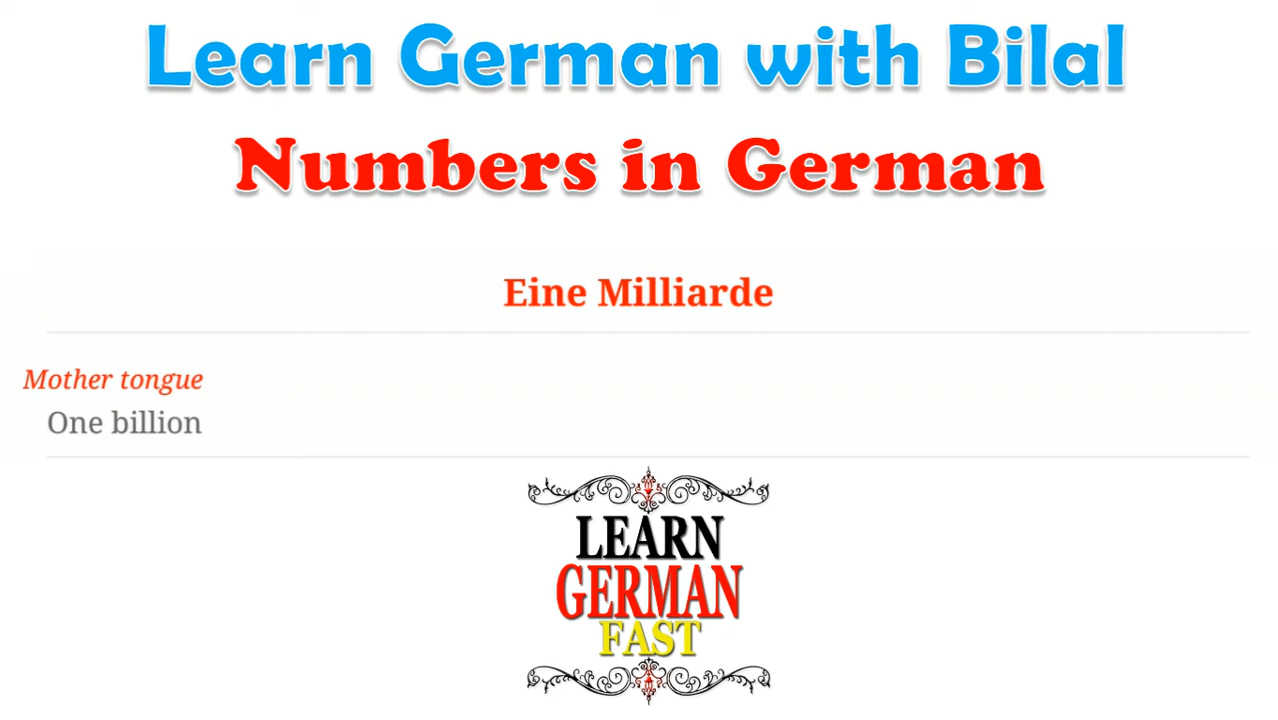 Learn German with Bilal
Numbers in German
Eine Milliarde
Mother tongue
One billion
LEARN
GERMAN
FAST